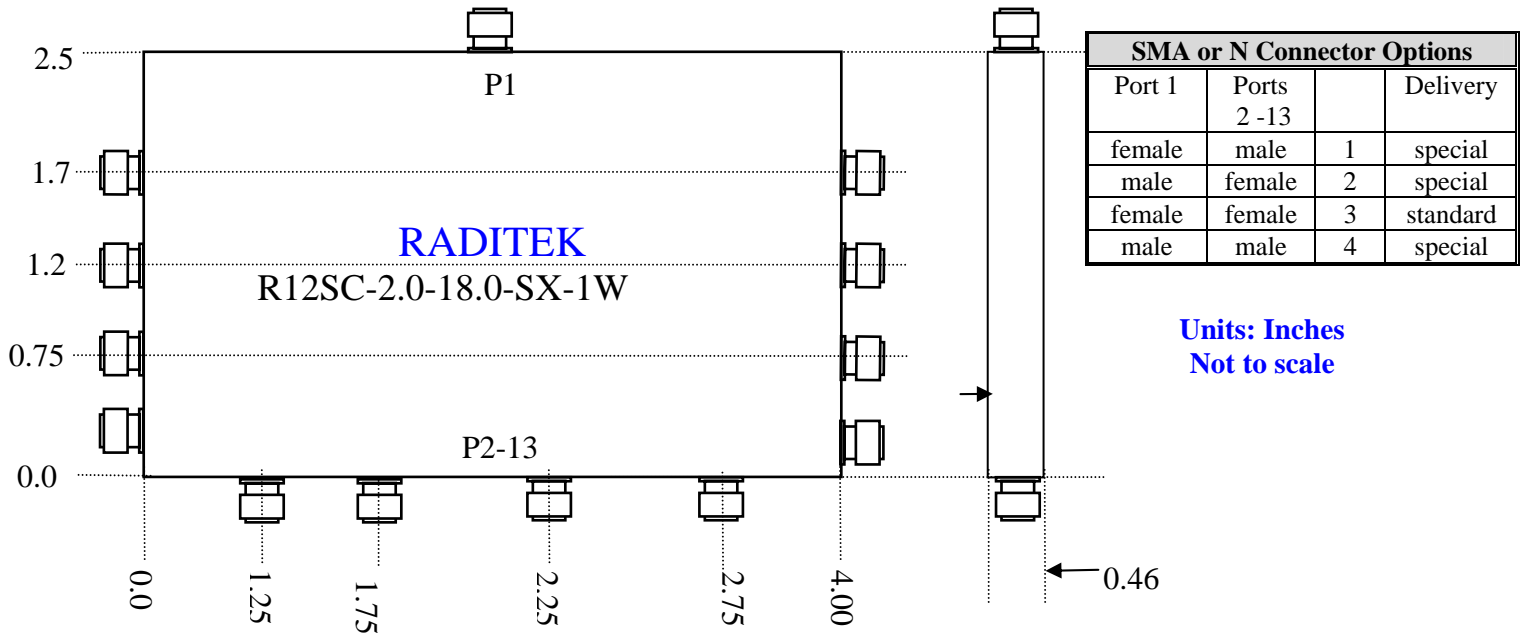 2.5
1.7
1.2
0.75
0.0
P1
RADITEK
R12SC-2.0-18.0-SX-1W
P2-13
0.0
1.25
1.75
2.25
2.75
4.00
0.46
SMA or N Connector Options
Port 1 Ports 2 -13 Delivery
female male 1 special
male female 2 special
female female 3 standard
male male 4 special
Units: Inches
Not to scale